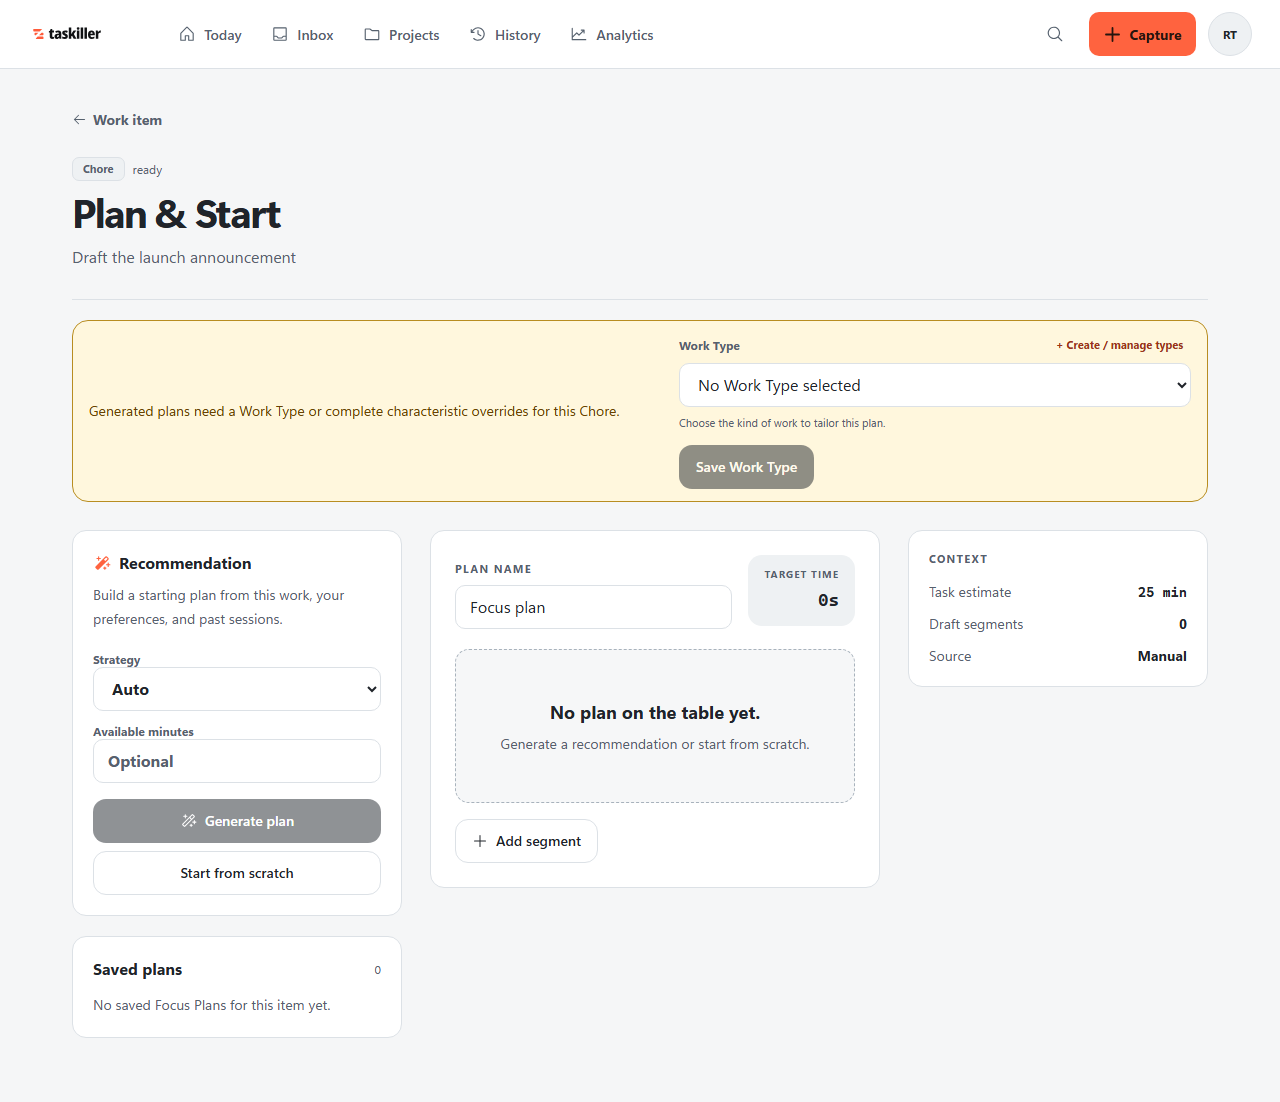 taskiller
Today
Inbox
Projects
History
Analytics
Capture
RT
Work item
Chore
ready
Plan & Start
Draft the launch announcement
Generated plans need a Work Type or complete characteristic overrides for this Chore.
Work Type
+ Create / manage types
No Work Type selected
Choose the kind of work to tailor this plan.
Save Work Type
Recommendation
Build a starting plan from this work, your
preferences, and past sessions.
Strategy
Auto
Available minutes
Optional
Generate plan
Start from scratch
Saved plans
0
No saved Focus Plans for this item yet.
PLAN NAME
Focus plan
TARGET TIME
0s
No plan on the table yet.
Generate a recommendation or start from scratch.
Add segment
CONTEXT
Task estimate 25 min
Draft segments 0
Source Manual